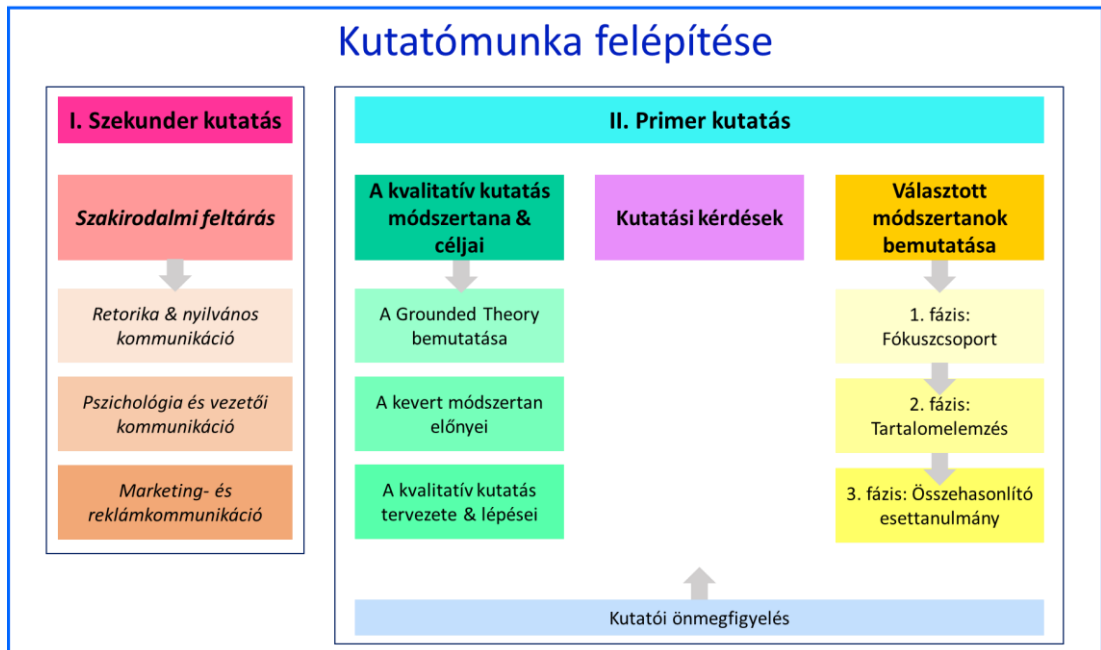 Kutatómunka felépítése
I. Szekunder kutatás
Szakirodalmi feltárás
Retorika & nyilvános
kommunikáció
Pszichológia és vezetői
kommunikáció
Marketing- és
reklámkommunikáció
II. Primer kutatás
A kvalitatív kutatás
módszertana &
céljai
A Grounded Theory
bemutatása
A kevert módszertan
előnyei
A kvalitatív kutatás
tervezete & lépései
Kutatási kérdések
Választott
módszertanok
bemutatása
1. fázis:
Fókuszcsoport
2. fázis:
Tartalomelemzés
3. fázis: Összehasonlító
esettanulmány
Kutatói önmegfigyelés